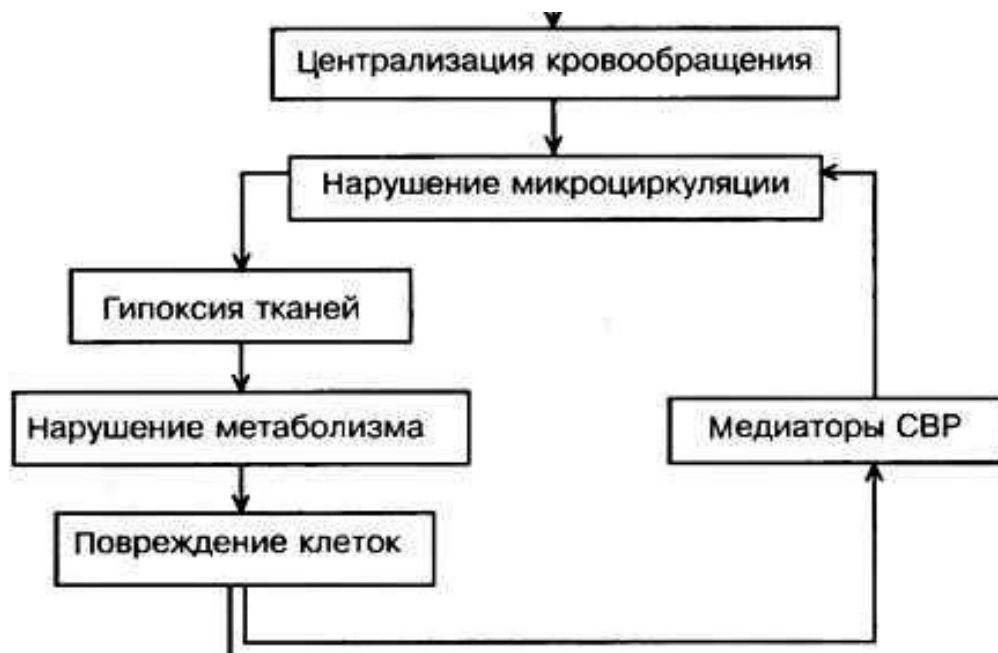 Централизация кровообращения
Нарушение микроциркуляции
Гипоксия тканей
Нарушение метаболизма
Медиаторы СВР
Повреждение клеток